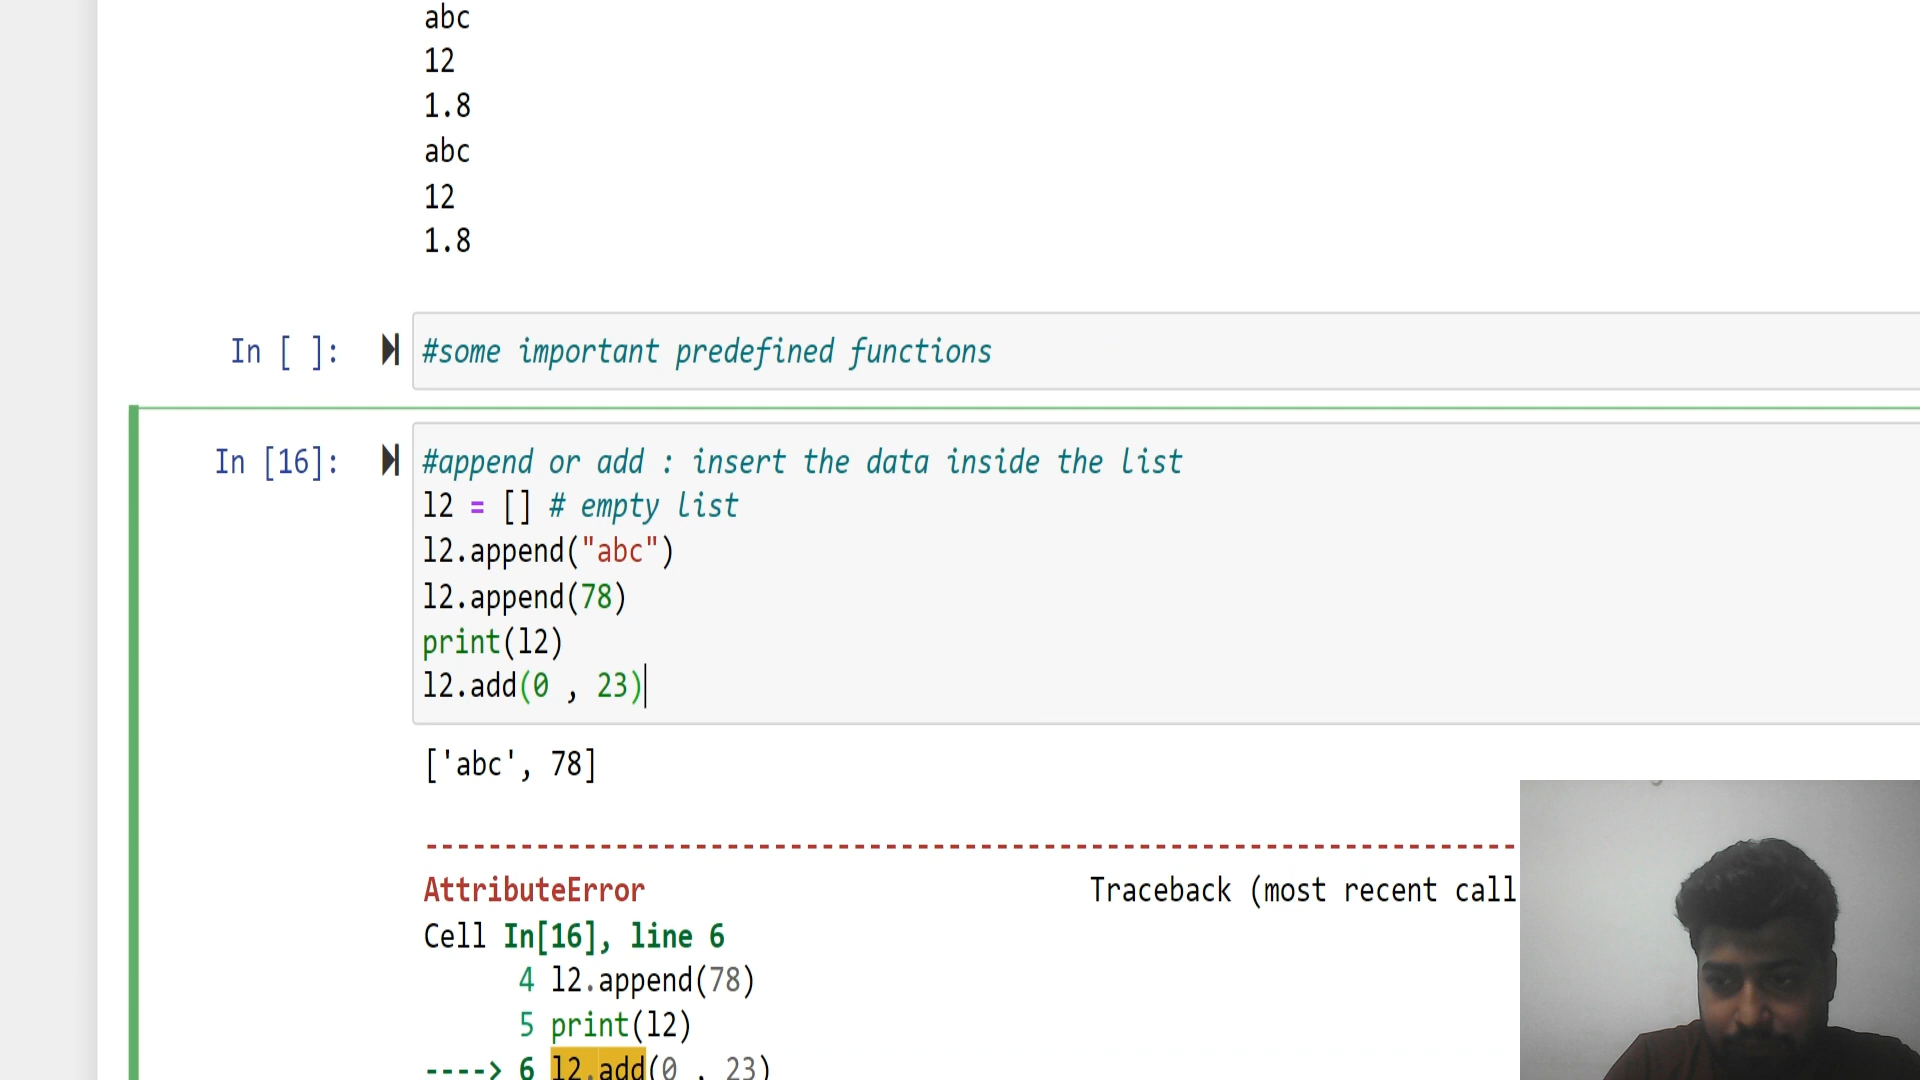 abc
12
1.8
abc
12
1.8
In [ ]: #some important predefined functions
In [16]: #append or add : insert the data inside the list
l2 = [] # empty list
l2.append("abc")
l2.append(78)
print(l2)
l2.add(0 , 23)
['abc', 78]
---------------------------------------------------------------------
AttributeError Traceback (most recent call
Cell In[16], line 6
4 l2.append(78)
5 print(l2)
----> 6 l2.add(0 , 23)